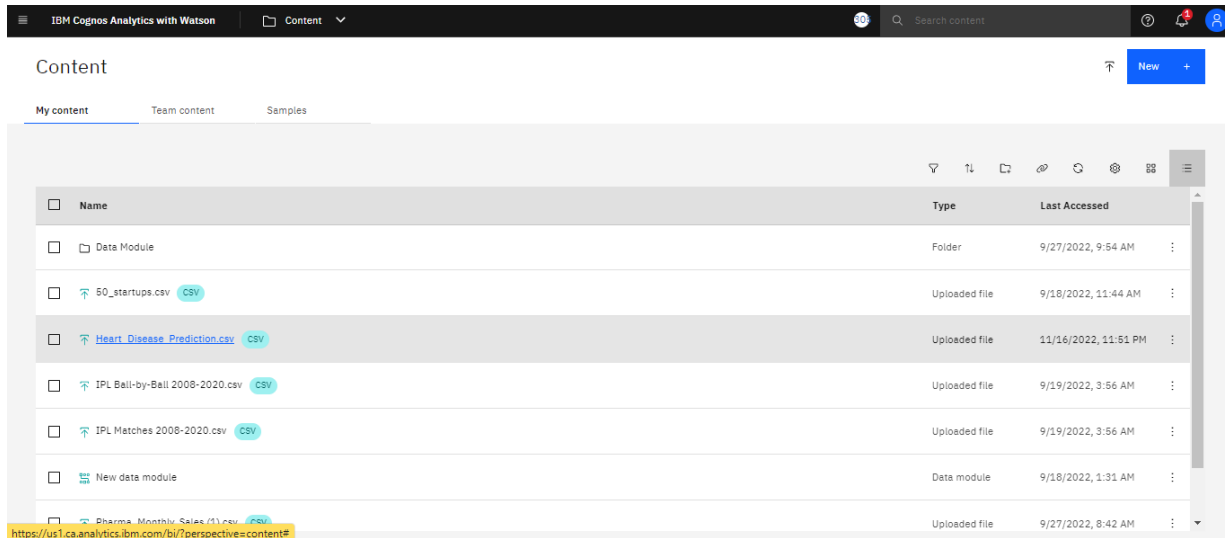 IBM Cognos Analytics with Watson Content Search content 1
Content New +
My content Team content Samples
Name Type Last Accessed
Data Module Folder 9/27/2022, 9:54 AM
50_startups.csv CSV Uploaded file 9/18/2022, 11:44 AM
Heart_Disease_Prediction.csv CSV Uploaded file 11/16/2022, 11:51 PM
IPL Ball-by-Ball 2008-2020.csv CSV Uploaded file 9/19/2022, 3:56 AM
IPL Matches 2008-2020.csv CSV Uploaded file 9/19/2022, 3:56 AM
New data module Data module 9/18/2022, 1:31 AM
Pharma_Monthly_Sales (1).csv CSV Uploaded file 9/27/2022, 8:42 AM
https://us1.ca.analytics.ibm.com/bi/?perspective=content#